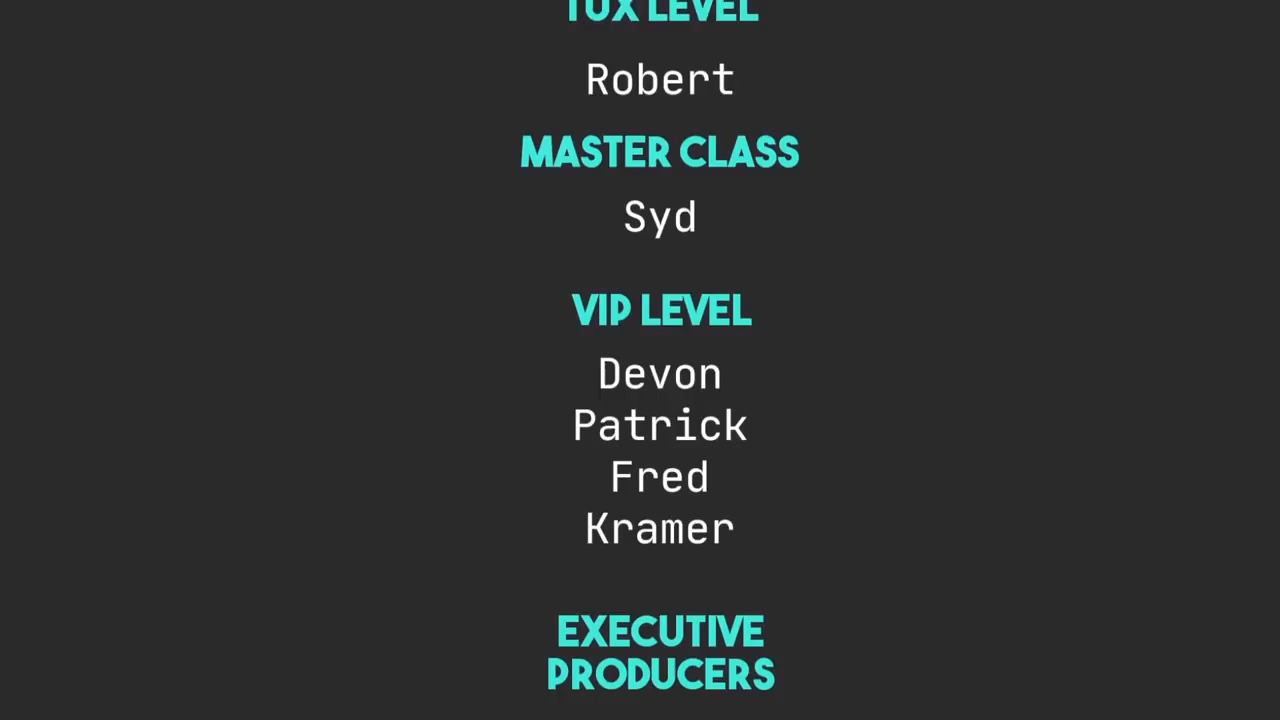 TUX LEVEL
Robert
MASTER CLASS
Syd
VIP LEVEL
Devon
Patrick
Fred
Kramer
EXECUTIVE
PRODUCERS